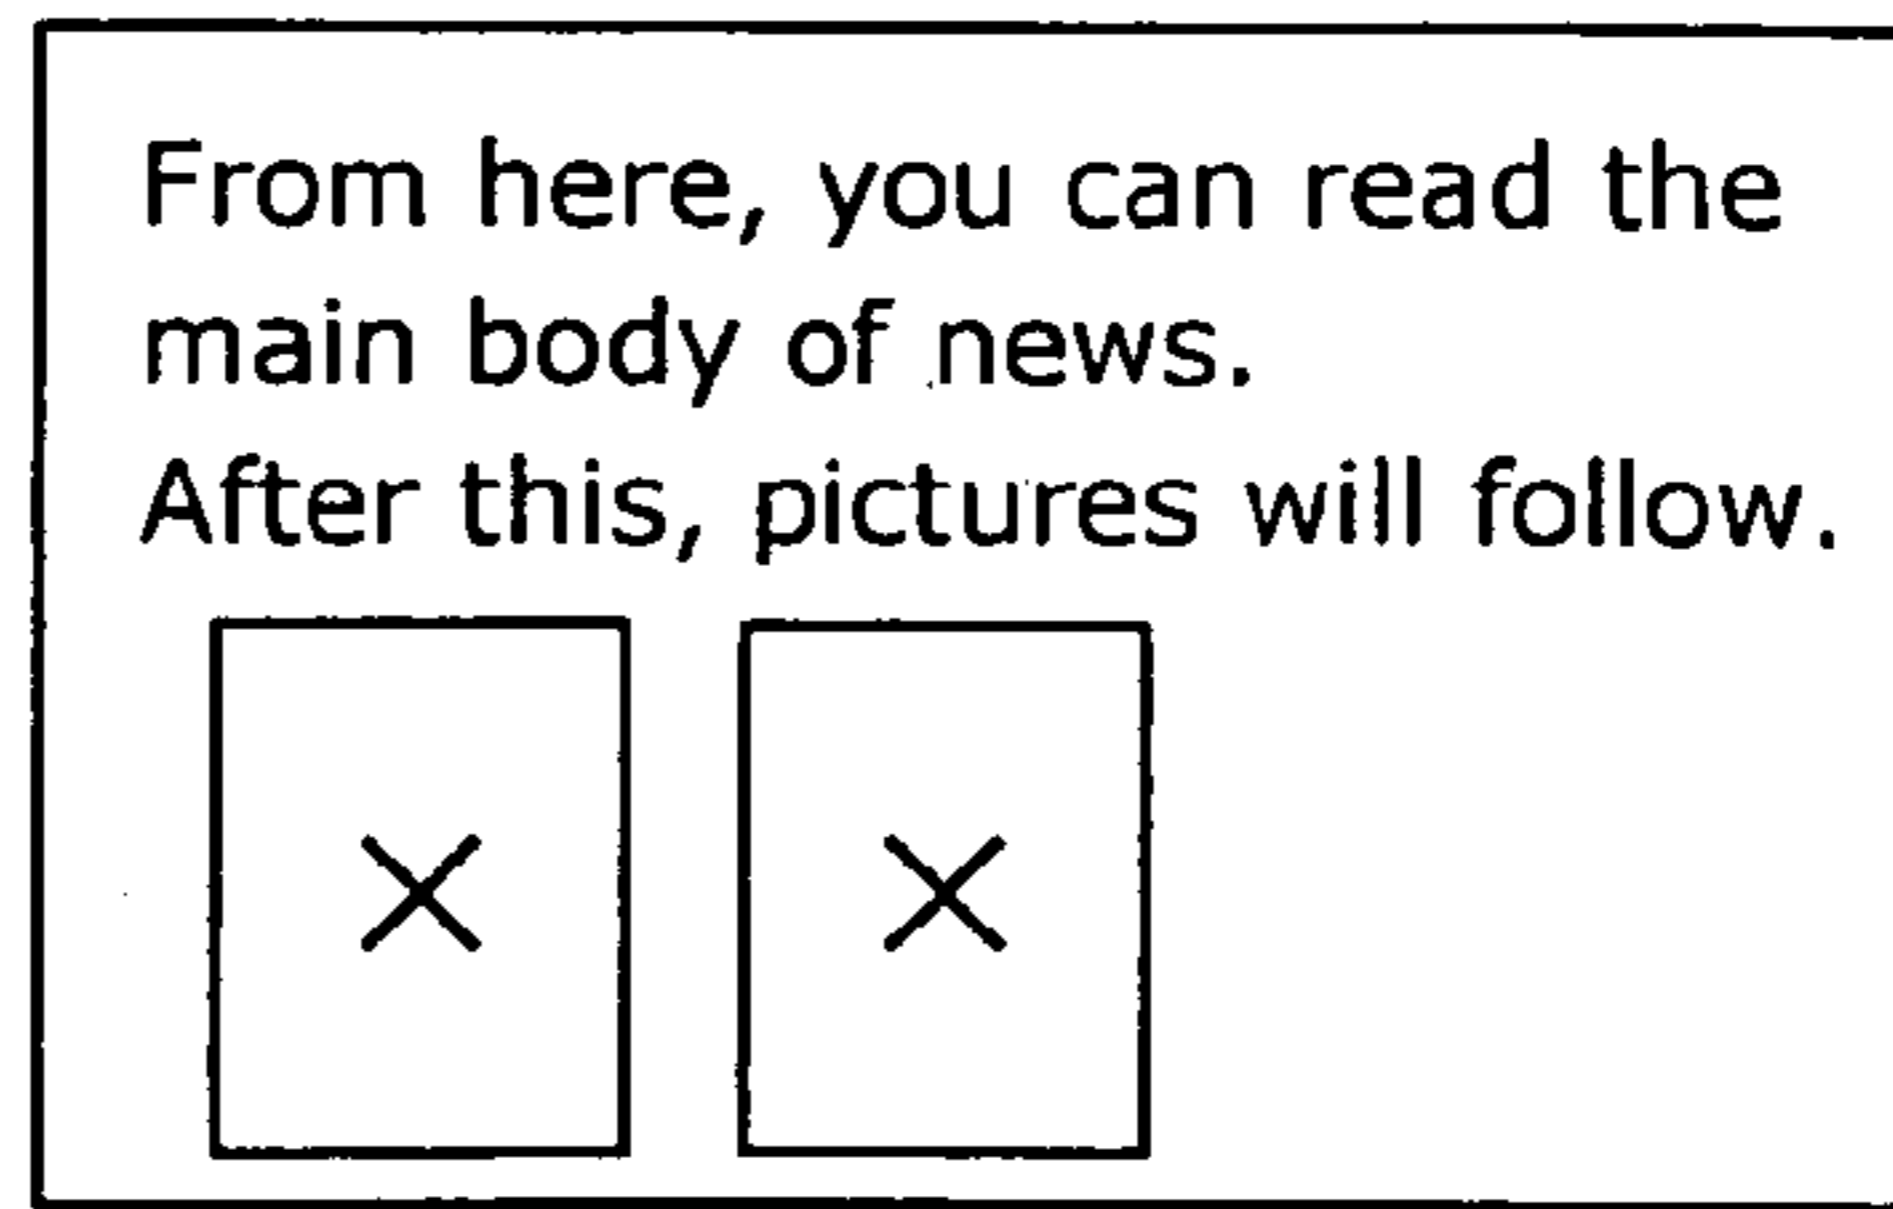 From here, you can read the
main body of news.
After this, pictures will follow.